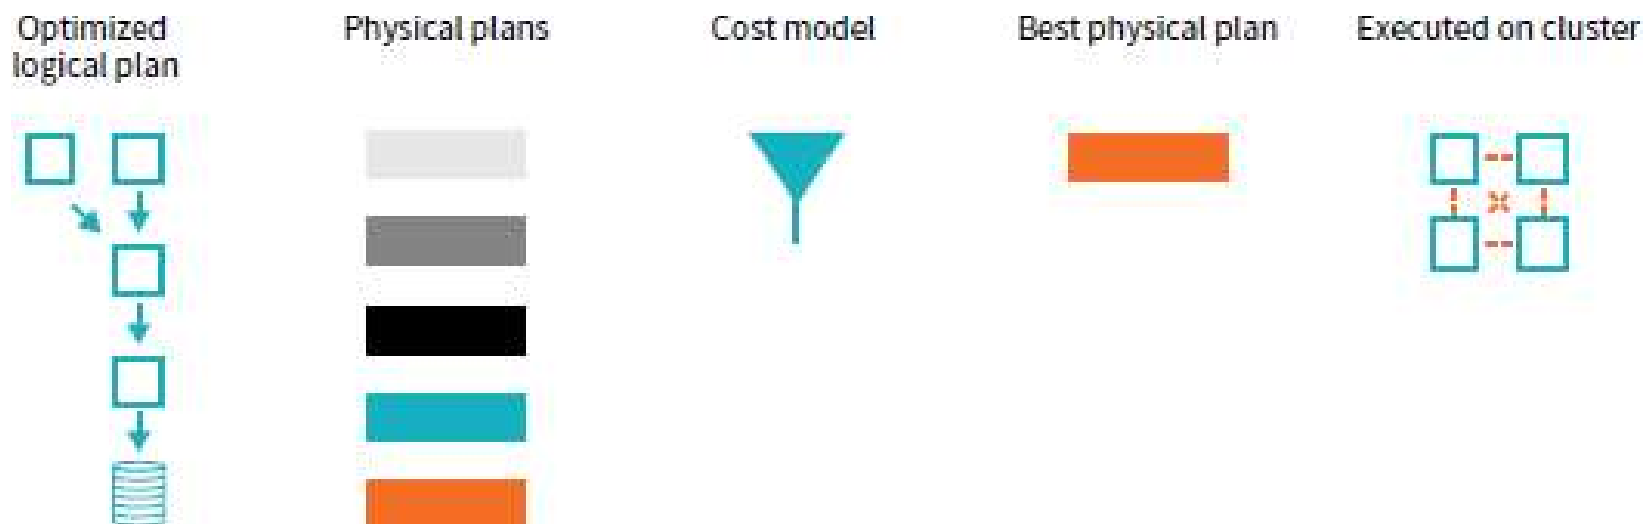 Optimized
logical plan
Physical plans
Cost model
Best physical plan
Executed on cluster